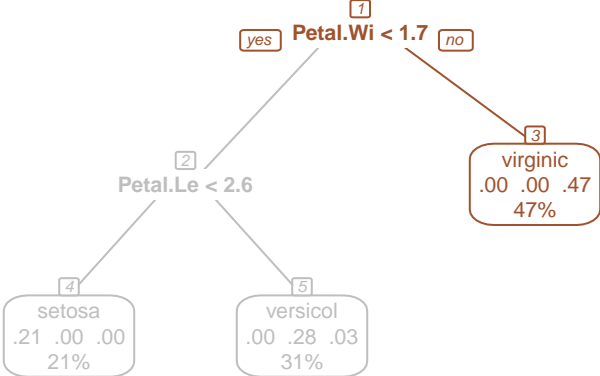 1
yes Petal.Wi < 1.7 no
3
virginic
.00 .00 .47
47%
2
Petal.Le < 2.6
4
setosa
.21 .00 .00
21%
5
versicol
.00 .28 .03
31%